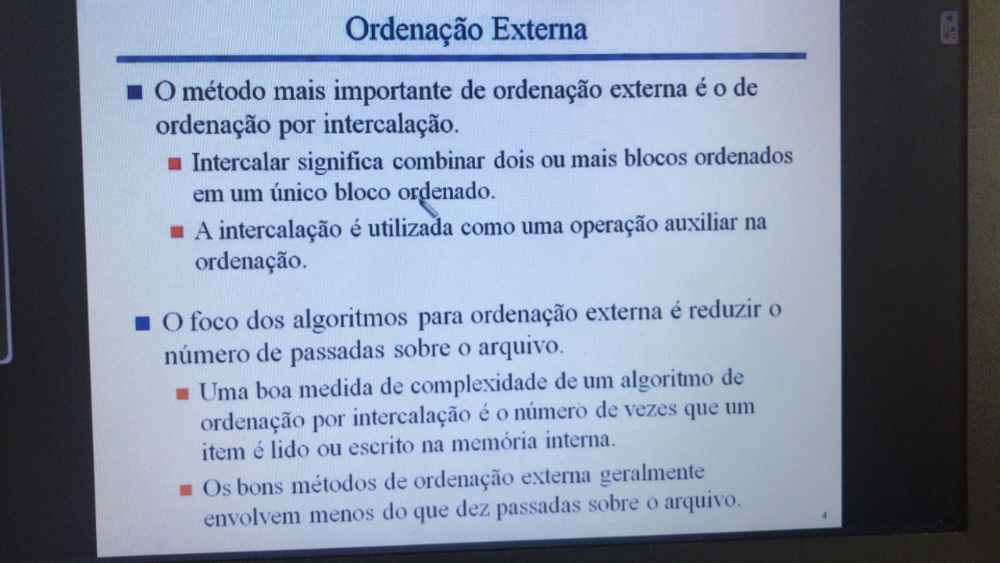 Ordenação Externa
O método mais importante de ordenação externa é o de
ordenação por intercalação.
Intercalar significa combinar dois ou mais blocos ordenados
em um único bloco ordenado.
A intercalação é utilizada como uma operação auxiliar na
ordenação.
O foco dos algoritmos para ordenação externa é reduzir o
número de passadas sobre o arquivo.
Uma boa medida de complexidade de um algoritmo de
ordenação por intercalação é o número de vezes que um
item é lido ou escrito na memória interna.
Os bons métodos de ordenação externa geralmente
envolvem menos do que dez passadas sobre o arquivo.
4